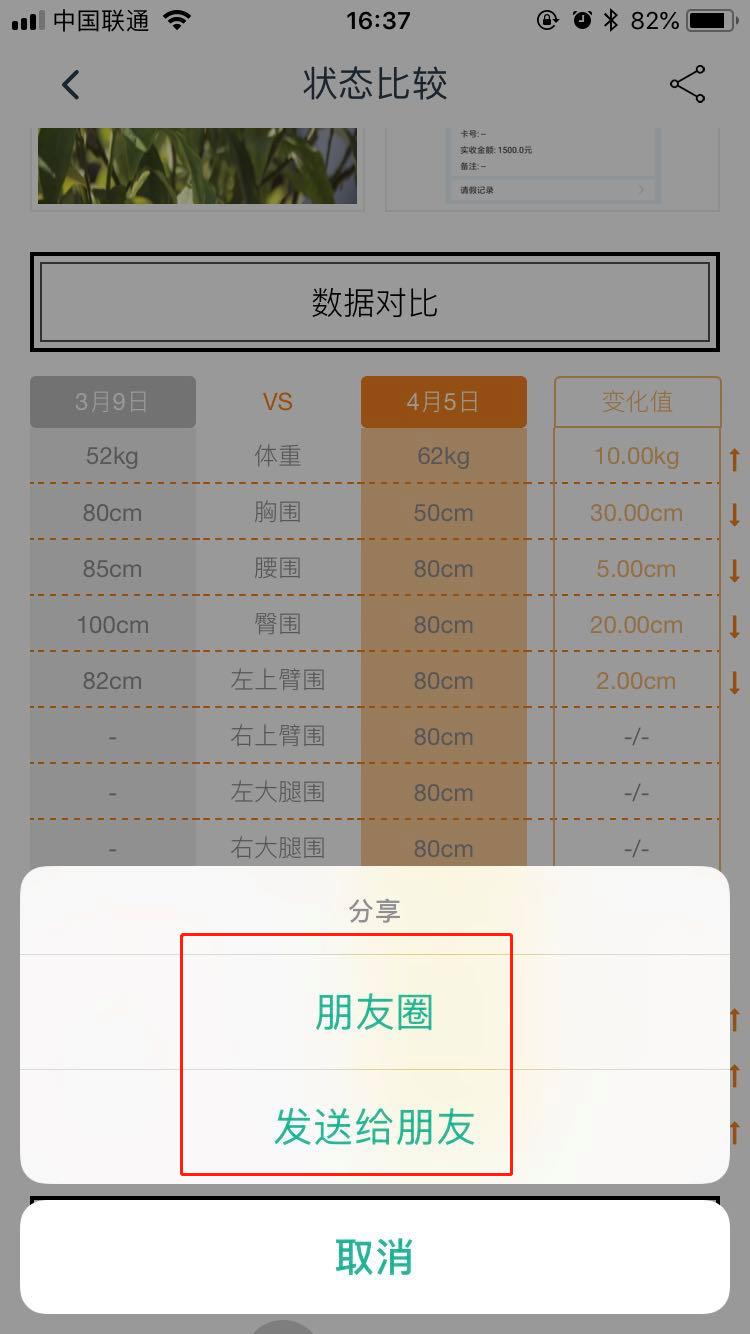 中国联通 16:37 82%
状态比较
卡号: --
实收金额: 1500.0元
备注: --
请假记录
数据对比
3月9日 VS 4月5日 变化值
52kg 体重 62kg 10.00kg
80cm 胸围 50cm 30.00cm
85cm 腰围 80cm 5.00cm
100cm 臀围 80cm 20.00cm
82cm 左上臂围 80cm 2.00cm
- 右上臂围 80cm -/-
- 左大腿围 80cm -/-
- 右大腿围 80cm -/-
分享
朋友圈
发送给朋友
取消